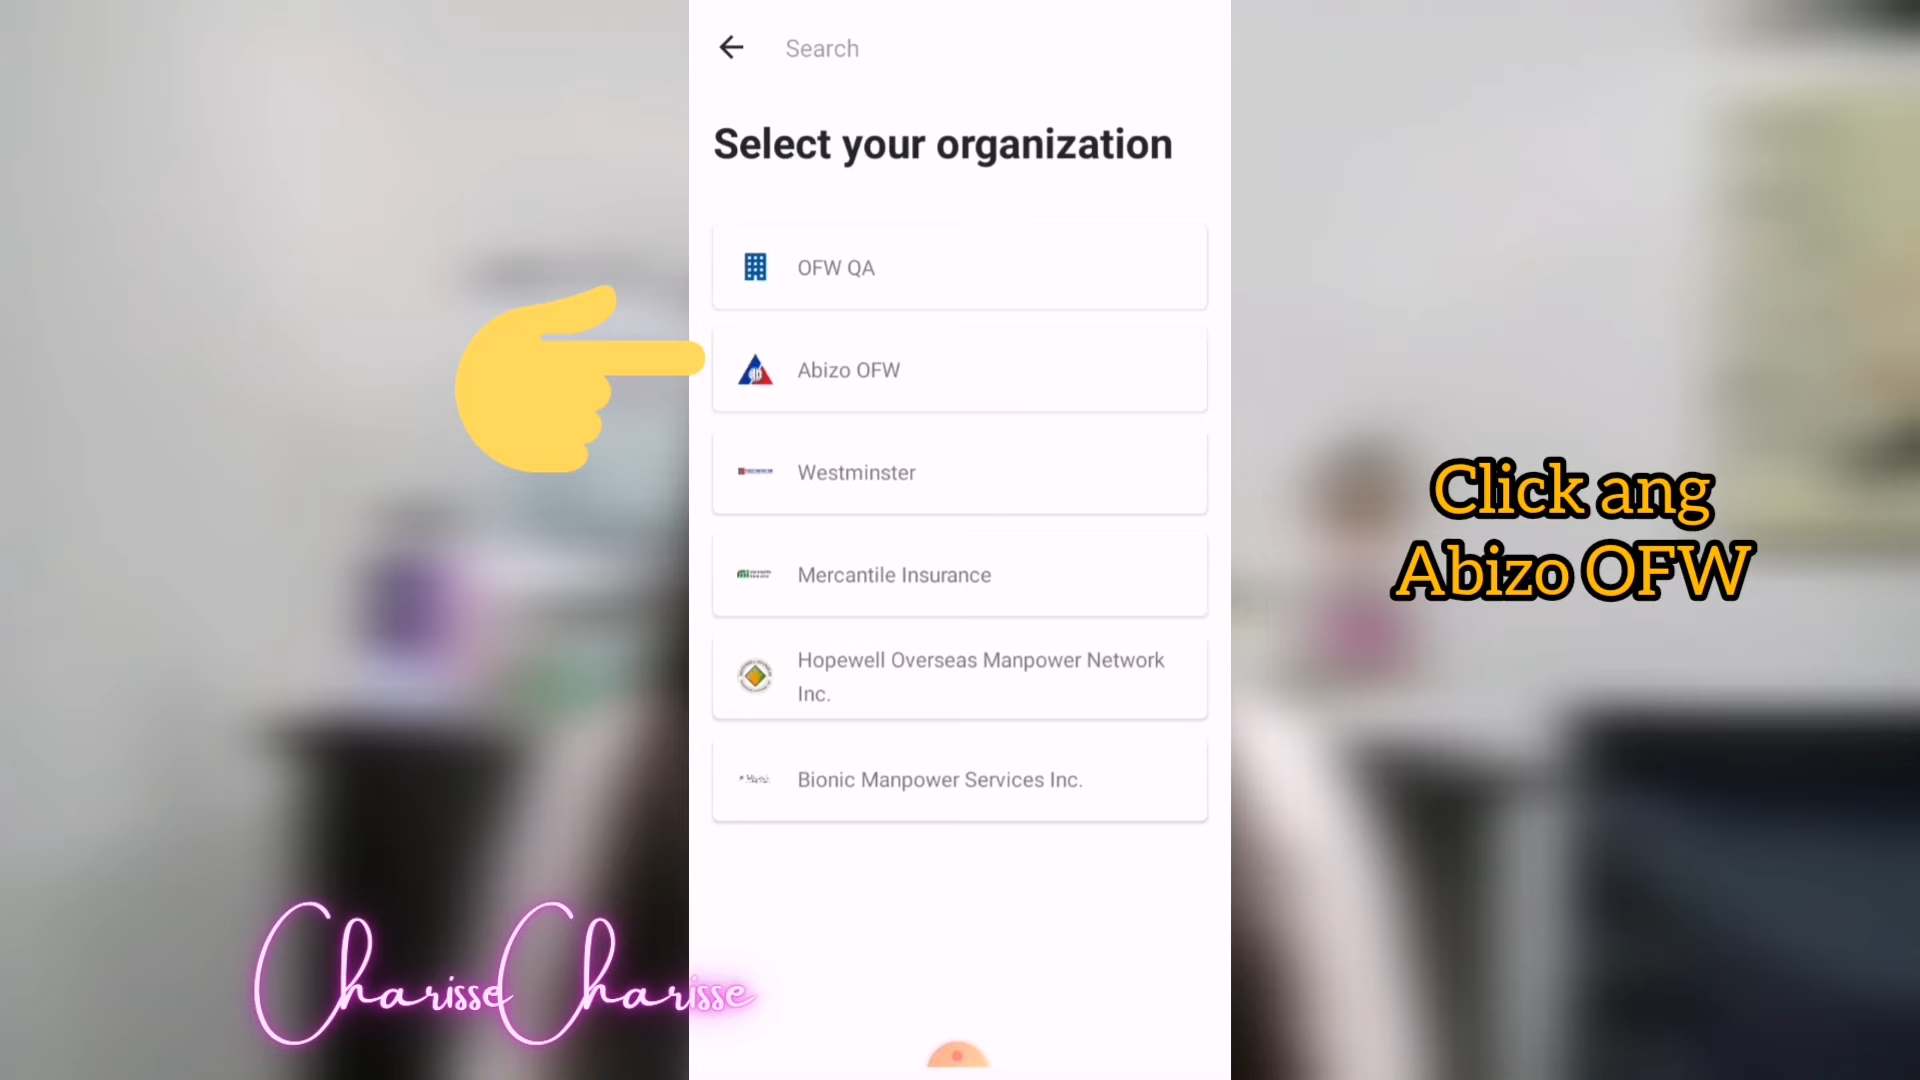 Search
Select your organization
OFW QA
Abizo OFW
Westminster
Mercantile Insurance
Hopewell Overseas Manpower Network
Inc.
Bionic Manpower Services Inc.
Click ang
Abizo OFW
CharisseCharisse